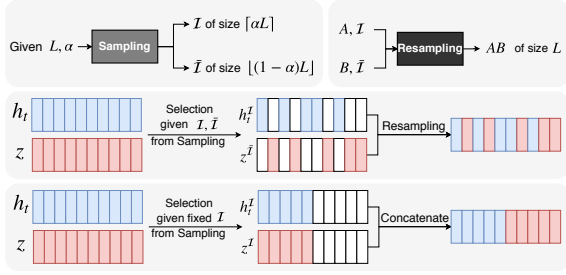 Given L, α
Sampling
I of size ⌈αL⌉
Ī of size ⌊(1 − α)L⌋
A, I
B, Ī
Resampling
AB of size L
h_t
z
Selection
given I, Ī
from Sampling
h_t^I
z^Ī
Resampling
h_t
z
Selection
given fixed I
from Sampling
h_t^I
z^I
Concatenate